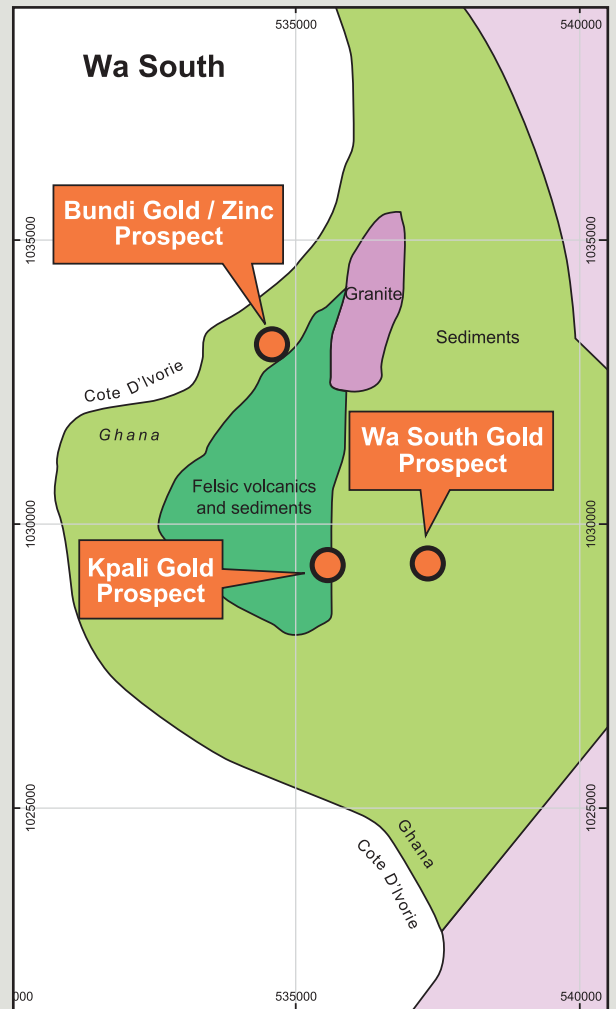 535000
540000
Wa South
Bundi Gold / Zinc
Prospect
1035000
1035000
Granite
Sediments
Cote D'Ivorie
Ghana
Wa South Gold
Prospect
Felsic volcanics
and sediments
1030000
1030000
Kpali Gold
Prospect
1025000
1025000
Ghana
Cote D'Ivorie
000
535000
540000